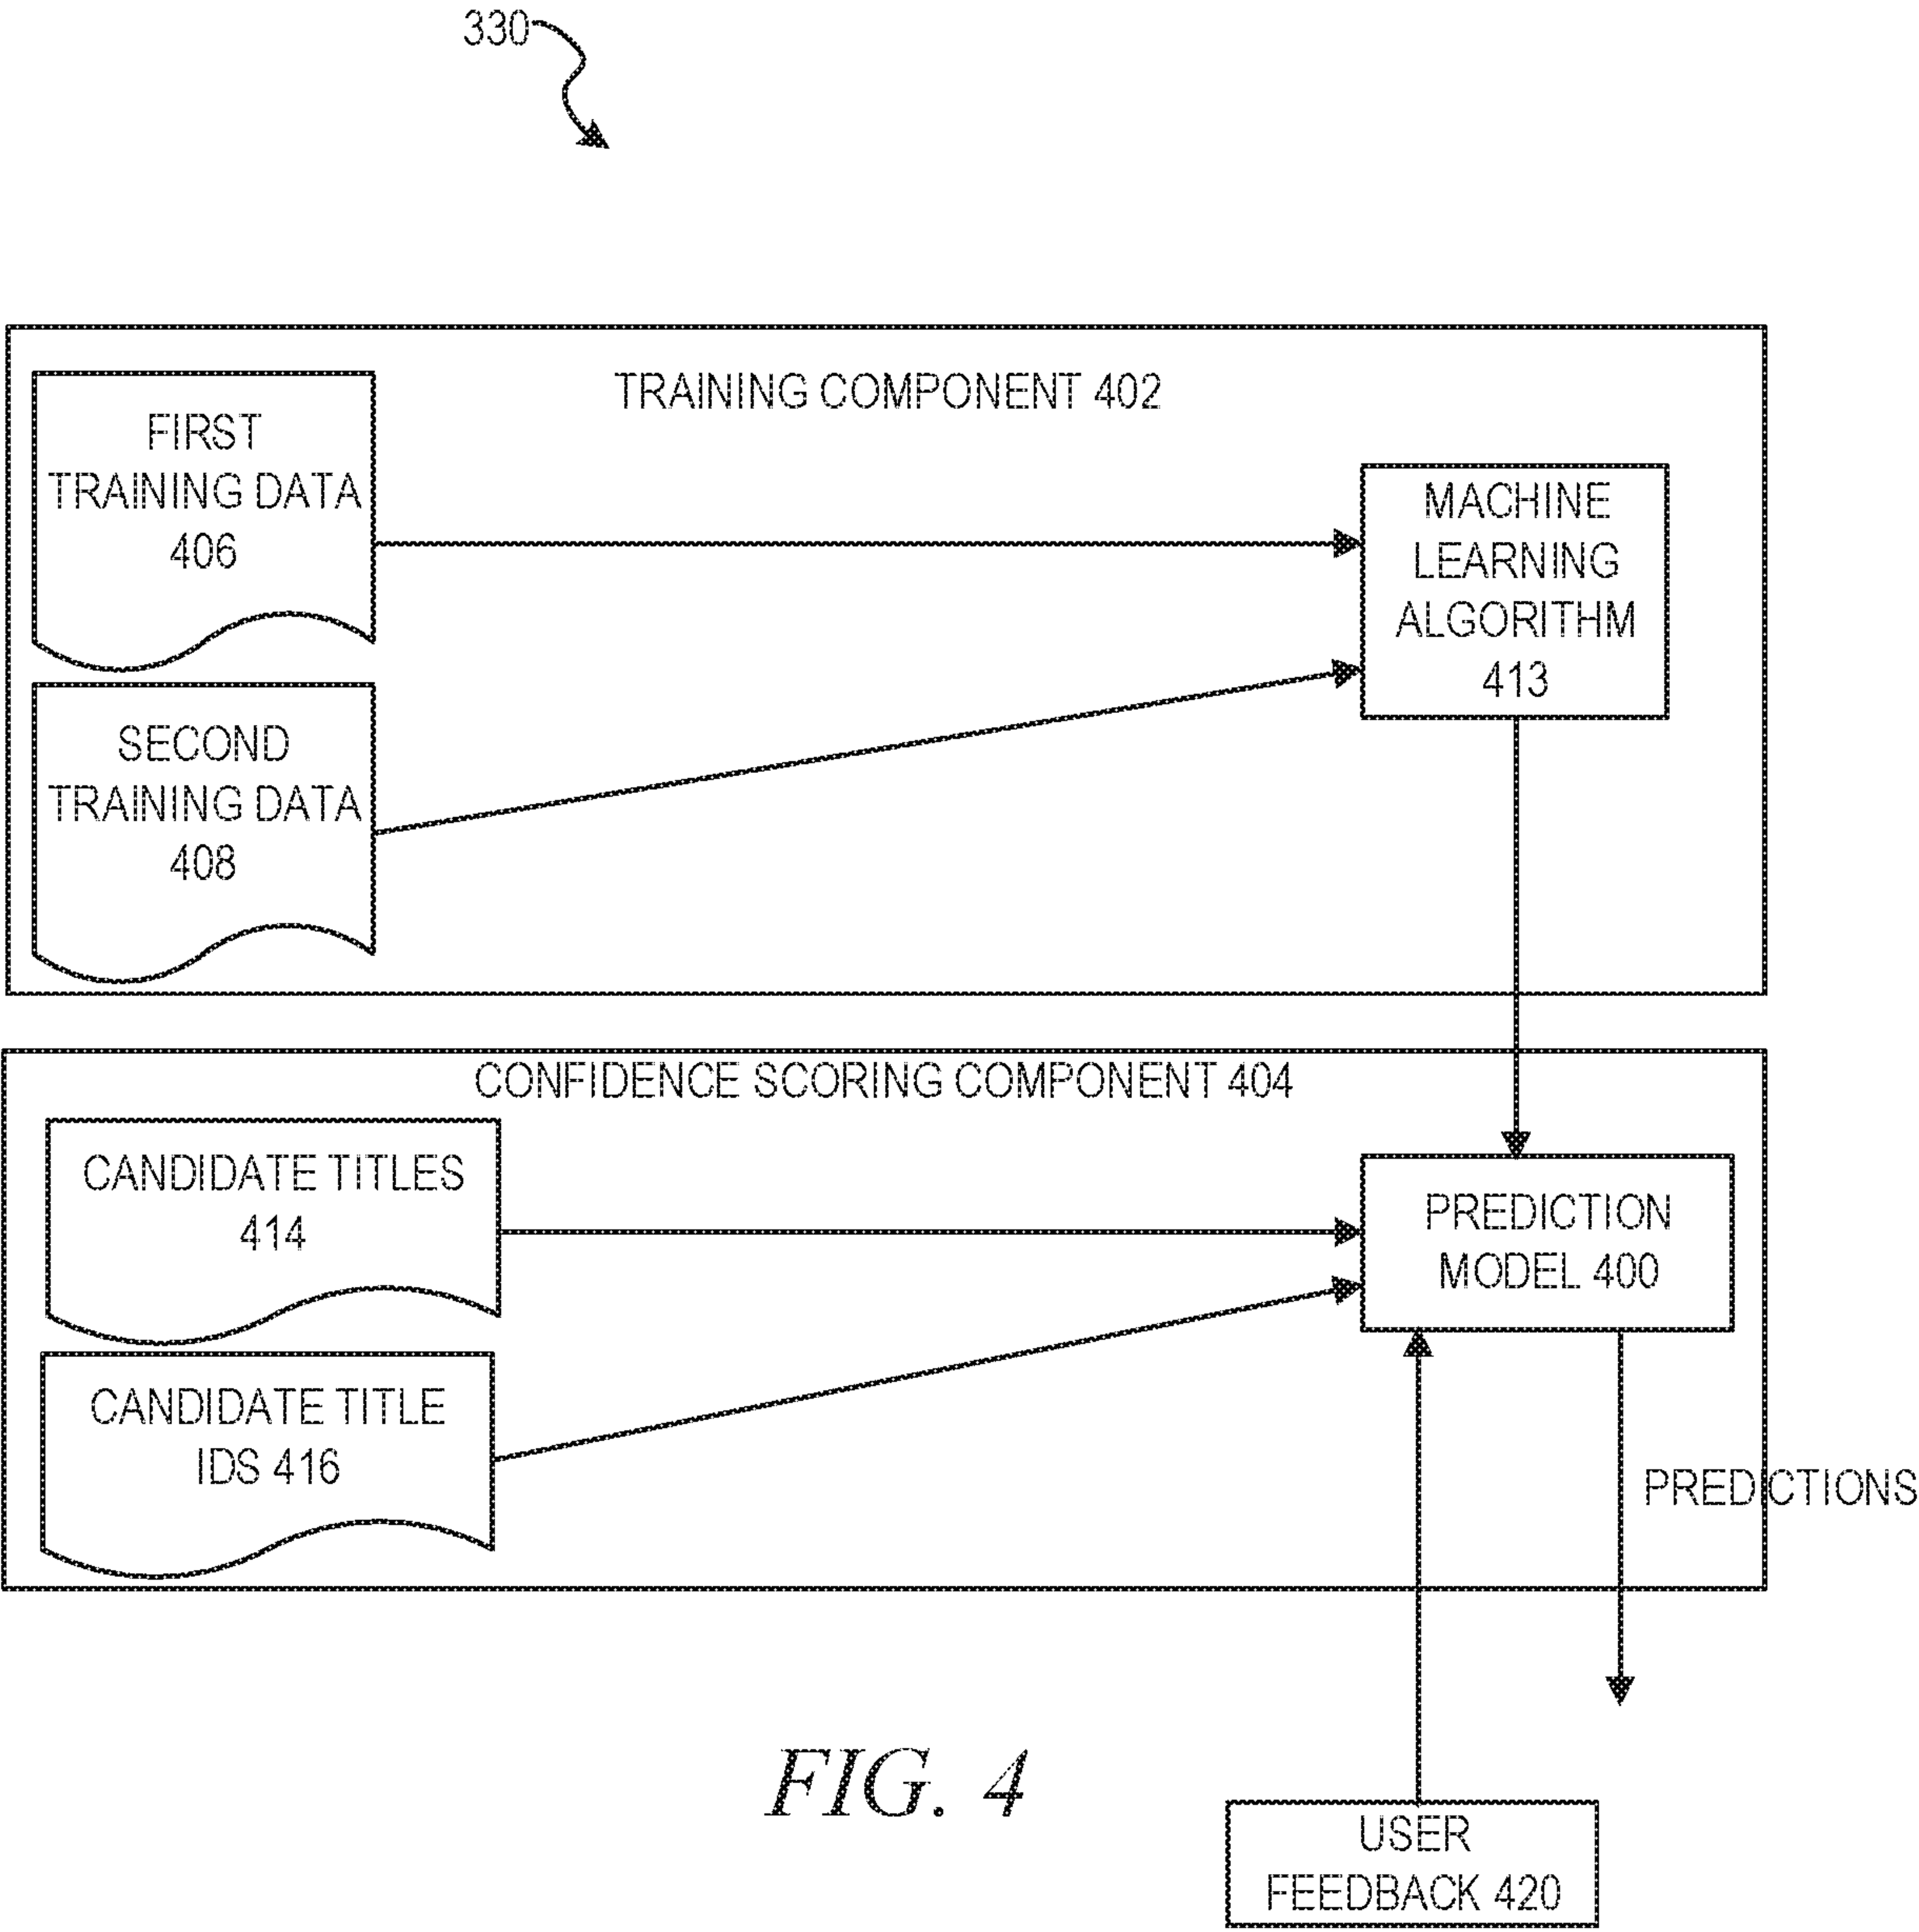 330
TRAINING COMPONENT 402
FIRST
TRAINING DATA
406
MACHINE
LEARNING
ALGORITHM
413
SECOND
TRAINING DATA
408
CONFIDENCE SCORING COMPONENT 404
CANDIDATE TITLES
414
PREDICTION
MODEL 400
CANDIDATE TITLE
IDS 416
PREDICTIONS
FIG. 4
USER
FEEDBACK 420